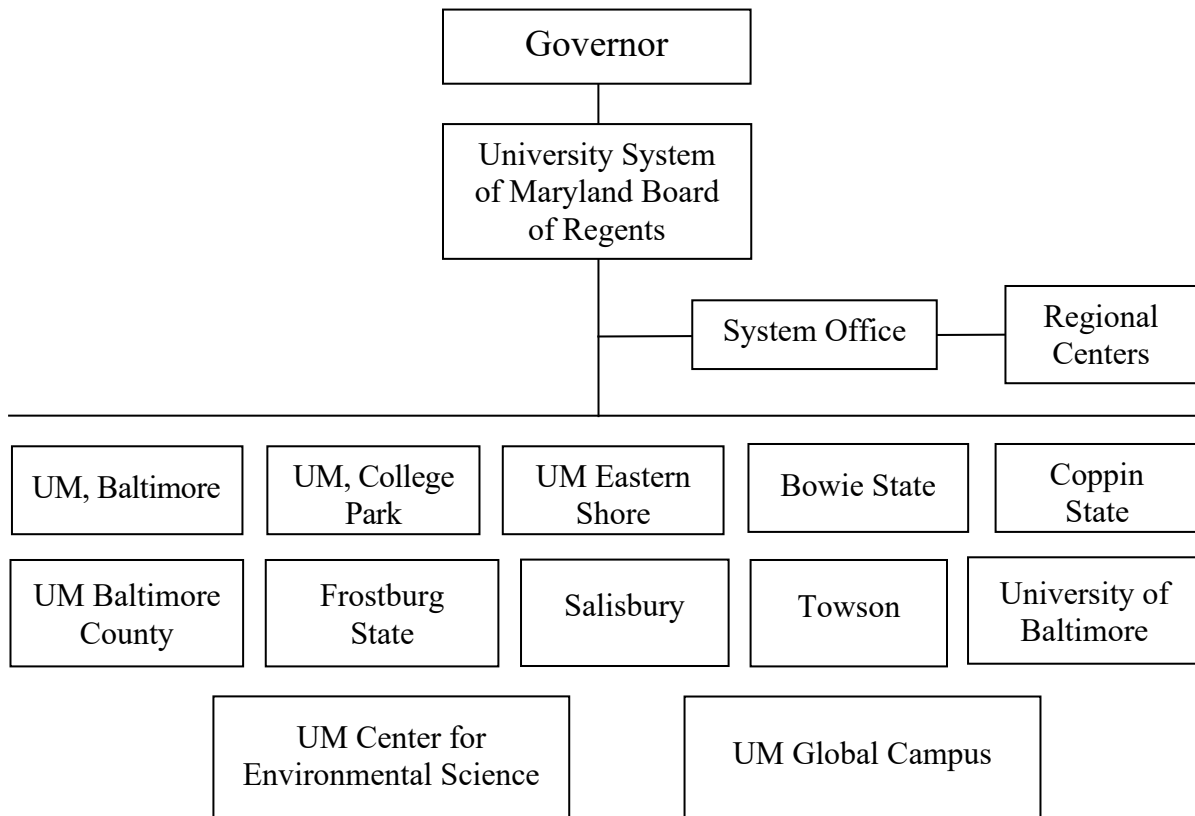 Governor
University System
of Maryland Board
of Regents
System Office
Regional
Centers
UM, Baltimore
UM, College
Park
UM Eastern
Shore
Bowie State
Coppin
State
UM Baltimore
County
Frostburg
State
Salisbury
Towson
University of
Baltimore
UM Center for
Environmental Science
UM Global Campus